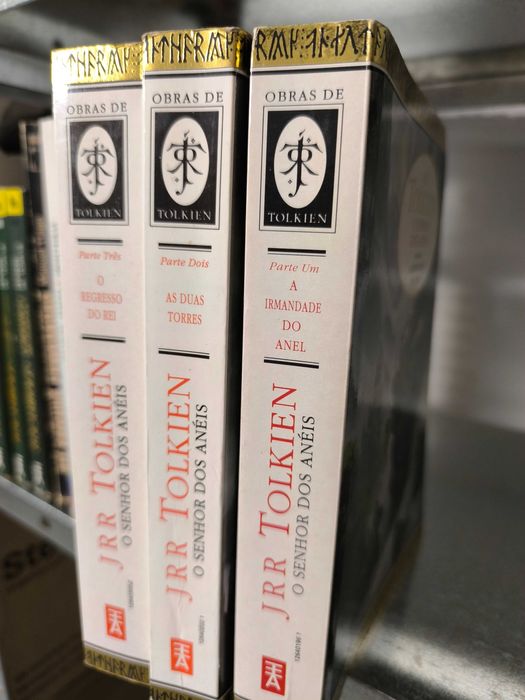 OBRAS DE
TOLKIEN
Parte Três
O
REGRESSO
DO REI
JRR TOLKIEN
O SENHOR DOS ANÉIS
OBRAS DE
TOLKIEN
Parte Dois
AS DUAS
TORRES
JRR TOLKIEN
O SENHOR DOS ANÉIS
OBRAS DE
TOLKIEN
Parte Um
A
IRMANDADE
DO
ANEL
JRR TOLKIEN
O SENHOR DOS ANÉIS